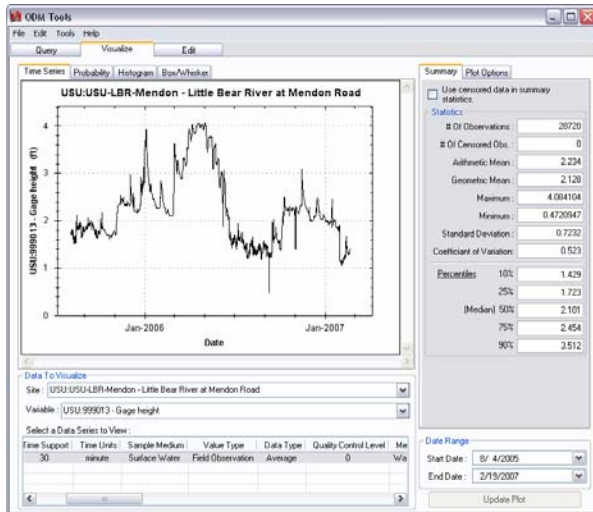 ODM Tools
File Edit Tools Help
Query Visualize Edit
Time Series Probability Histogram Box/Whisker
USU:USU-LBR-Mendon - Little Bear River at Mendon Road
USU:999013 - Gage height (ft)
4
3
2
1
0
Jan-2006 Jan-2007
Date
Data To Visualize
Site : USU:USU-LBR-Mendon - Little Bear River at Mendon Road
Variable : USU:999013 - Gage height
Select a Data Series to View :
Time Support Time Units Sample Medium Value Type Data Type Quality Control Level Me
30 minute Surface Water Field Observation Average 0 Wa
Summary Plot Options
Use censored data in summary
statistics.
Statistics
# Of Observations : 28720
# Of Censored Obs. : 0
Arithmetic Mean : 2.234
Geometric Mean : 2.128
Maximum : 4.084104
Minimum : 0.4720947
Standard Deviation : 0.7232
Coefficient of Variation: 0.523
Percentiles 10% 1.429
25% 1.723
(Median) 50% 2.101
75% 2.454
90% 3.512
Date Range
Start Date : 8/ 4/2005
End Date : 2/19/2007
Update Plot